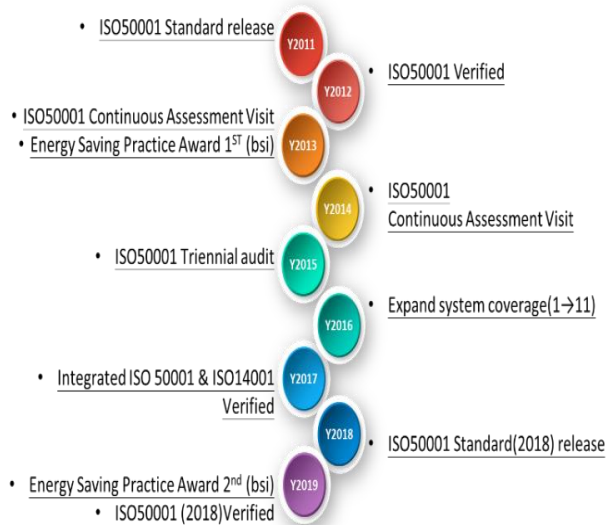 • ISO50001 Standard release
Y2011
Y2012
• ISO50001 Verified
• ISO50001 Continuous Assessment Visit
• Energy Saving Practice Award 1ST (bsi)
Y2013
Y2014
• ISO50001
Continuous Assessment Visit
• ISO50001 Triennial audit
Y2015
Y2016
• Expand system coverage(1→11)
• Integrated ISO 50001 & ISO14001
Verified
Y2017
Y2018
• ISO50001 Standard(2018) release
• Energy Saving Practice Award 2nd (bsi)
• ISO50001 (2018)Verified
Y2019